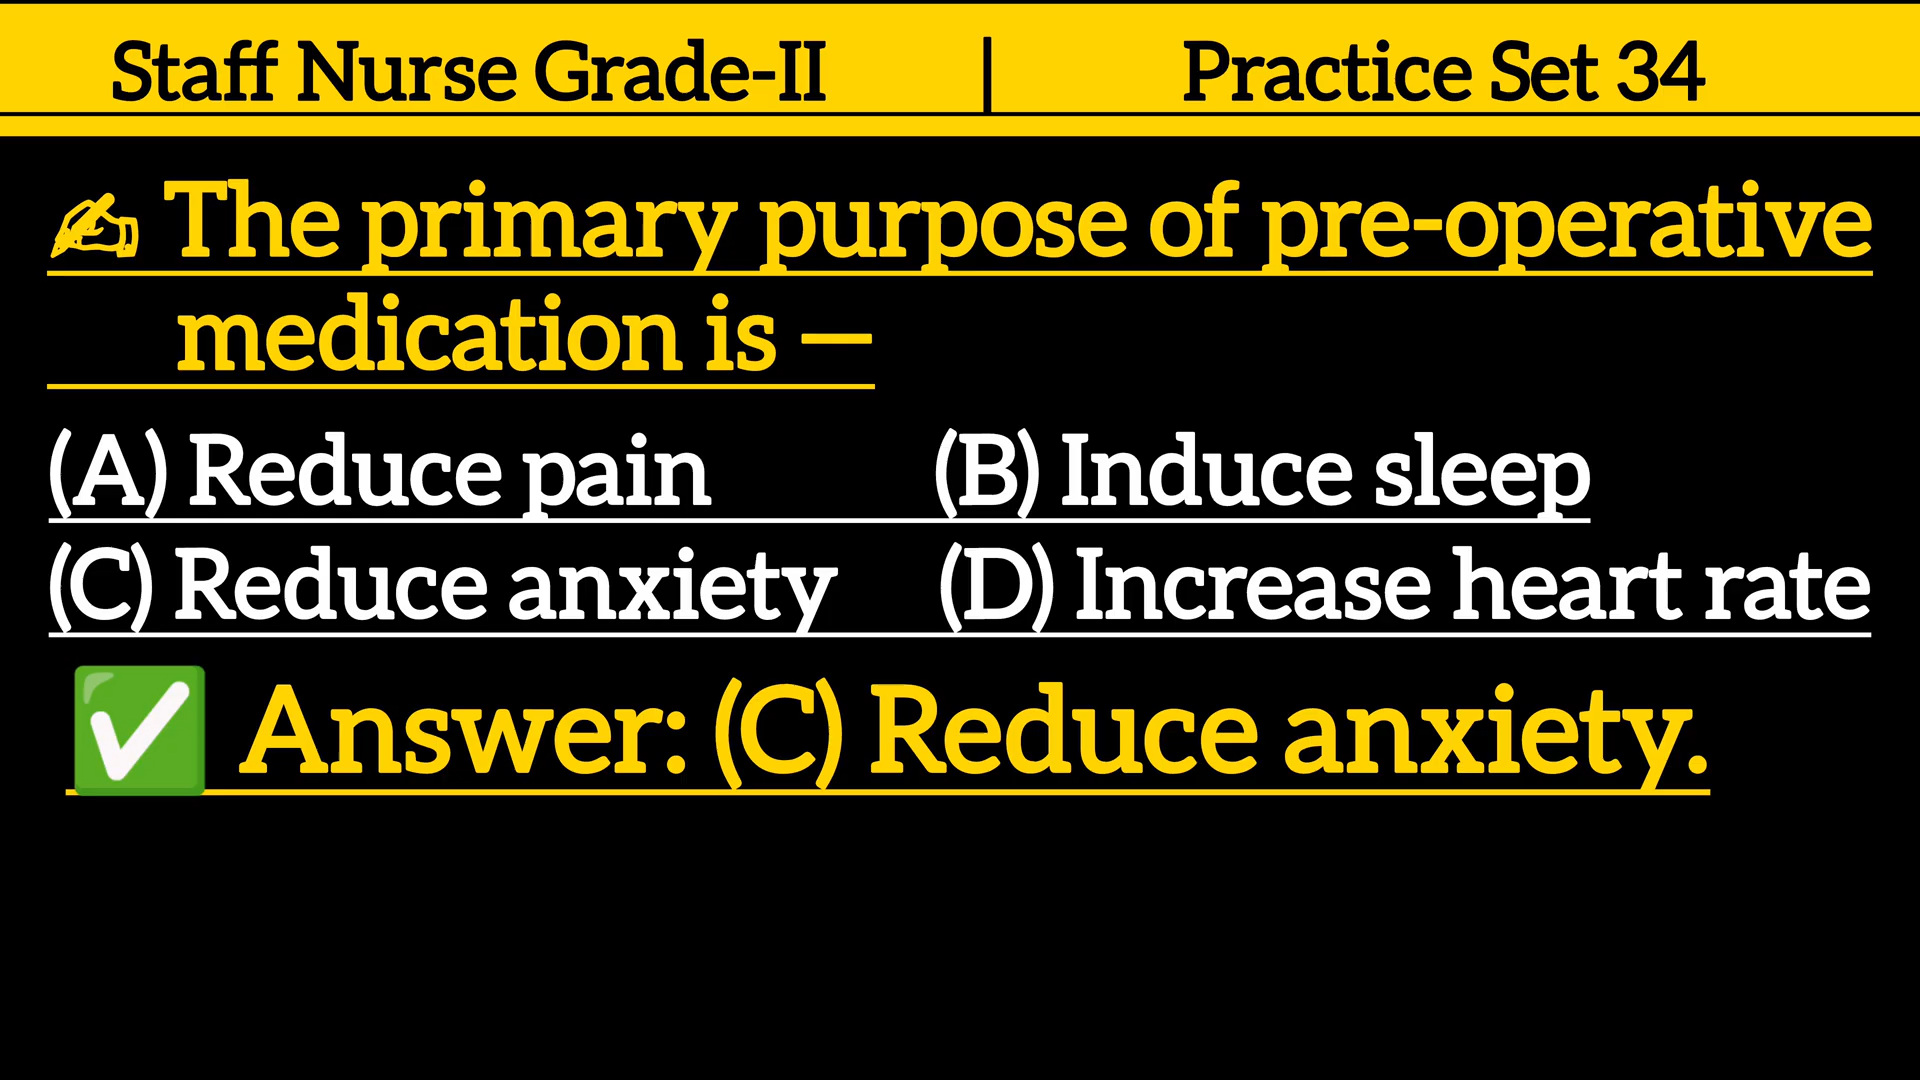 Staff Nurse Grade-II | Practice Set 34
✍ The primary purpose of pre-operative
medication is —
(A) Reduce pain (B) Induce sleep
(C) Reduce anxiety (D) Increase heart rate
✅ Answer: (C) Reduce anxiety.